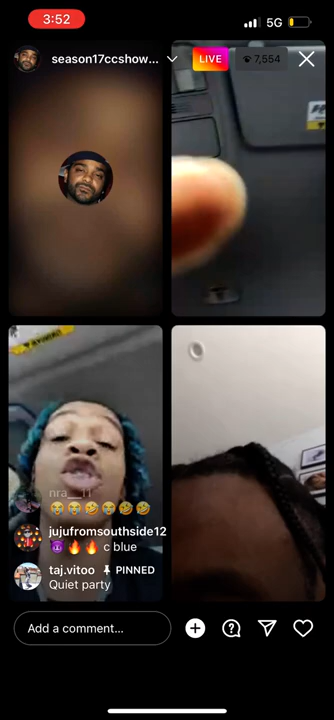 3:52
5G
season17ccshow...
LIVE
7,554
nra__11
😭😭🤣😭🤣🤣
jujufromsouthside12
😈🔥🔥 c blue
taj.vitoo PINNED
Quiet party
Add a comment...